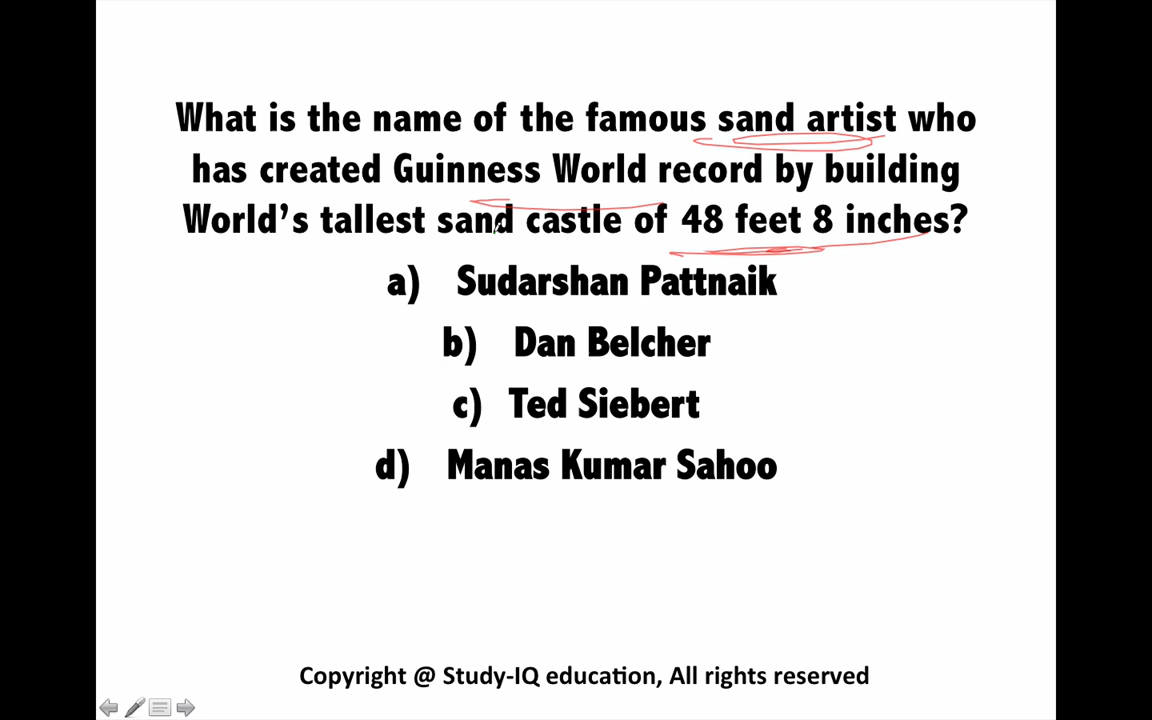 What is the name of the famous sand artist who
has created Guinness World record by building
World's tallest sand castle of 48 feet 8 inches?
a) Sudarshan Pattnaik
b) Dan Belcher
c) Ted Siebert
d) Manas Kumar Sahoo
Copyright @ Study-IQ education, All rights reserved